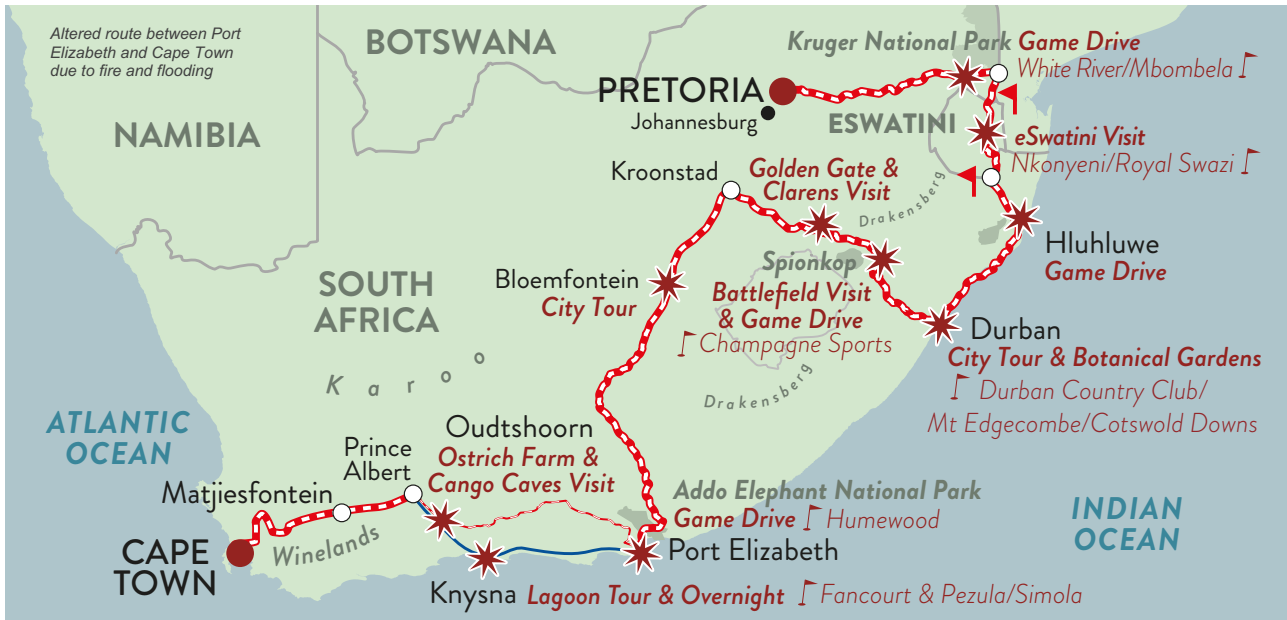 Altered route between Port
Elizabeth and Cape Town
due to fire and flooding
BOTSWANA
NAMIBIA
Kruger National Park Game Drive
White River/Mbombela
PRETORIA
Johannesburg
ESWATINI
eSwatini Visit
Nkonyeni/Royal Swazi
Kroonstad
Golden Gate &
Clarens Visit
Drakensberg
Hluhluwe
Game Drive
SOUTH
AFRICA
Bloemfontein
City Tour
Spionkop
Battlefield Visit
& Game Drive
Champagne Sports
Durban
City Tour & Botanical Gardens
Durban Country Club/
Mt Edgecombe/Cotswold Downs
Karoo
Drakensberg
ATLANTIC
OCEAN
Prince
Albert
Oudtshoorn
Ostrich Farm &
Cango Caves Visit
Matjiesfontein
Addo Elephant National Park
Game Drive Humewood
Port Elizabeth
INDIAN
OCEAN
CAPE
TOWN
Winelands
Knysna Lagoon Tour & Overnight Fancourt & Pezula/Simola